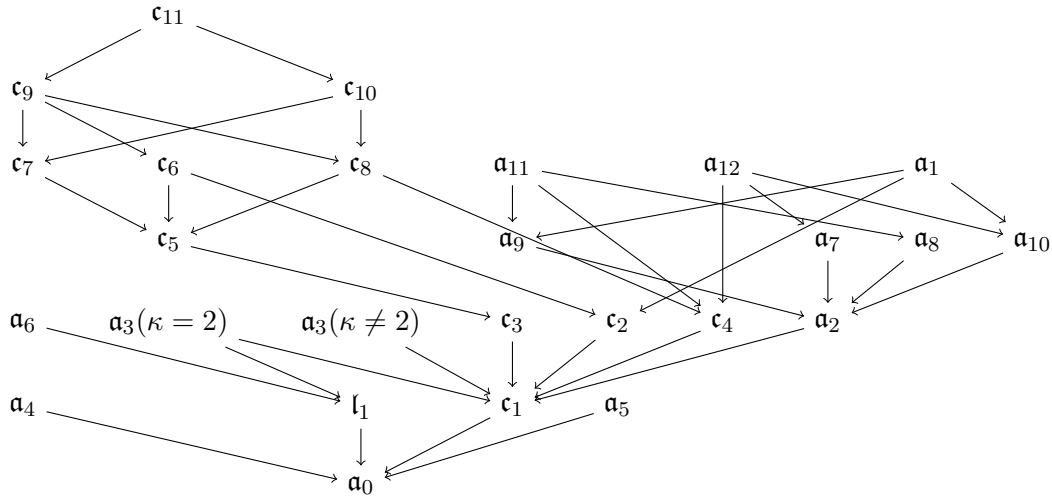 𝔠₁₁
𝔠₉ 𝔠₁₀
𝔠₇ 𝔠₆ 𝔠₈ 𝔞₁₁ 𝔞₁₂ 𝔞₁
𝔠₅ 𝔞₉ 𝔞₇ 𝔞₈ 𝔞₁₀
𝔞₆ 𝔞₃(κ = 2) 𝔞₃(κ ≠ 2) 𝔠₃ 𝔠₂ 𝔠₄ 𝔞₂
𝔞₄ 𝔩₁ 𝔠₁ 𝔞₅
𝔞₀